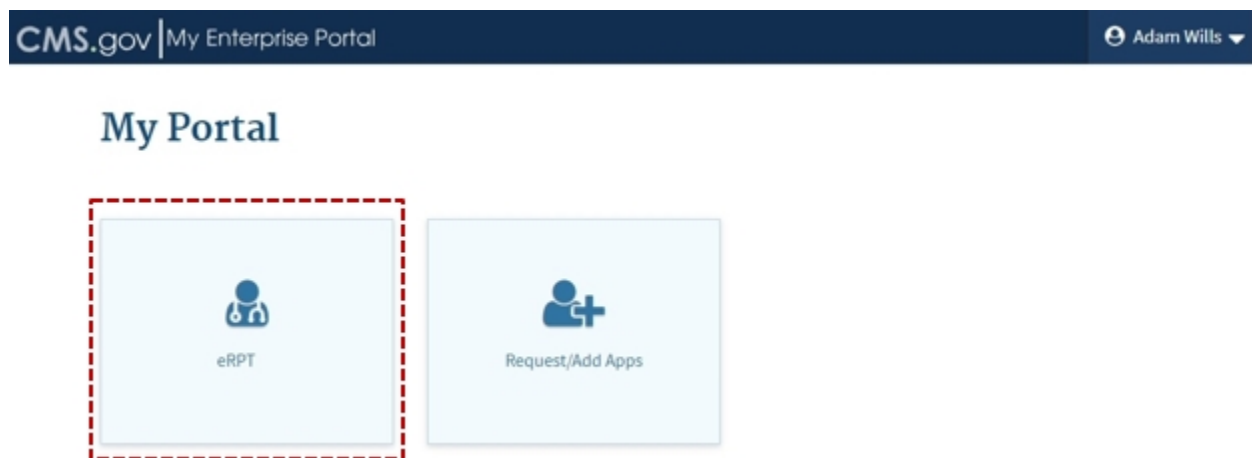 CMS.gov My Enterprise Portal
Adam Wills
My Portal
eRPT
Request/Add Apps